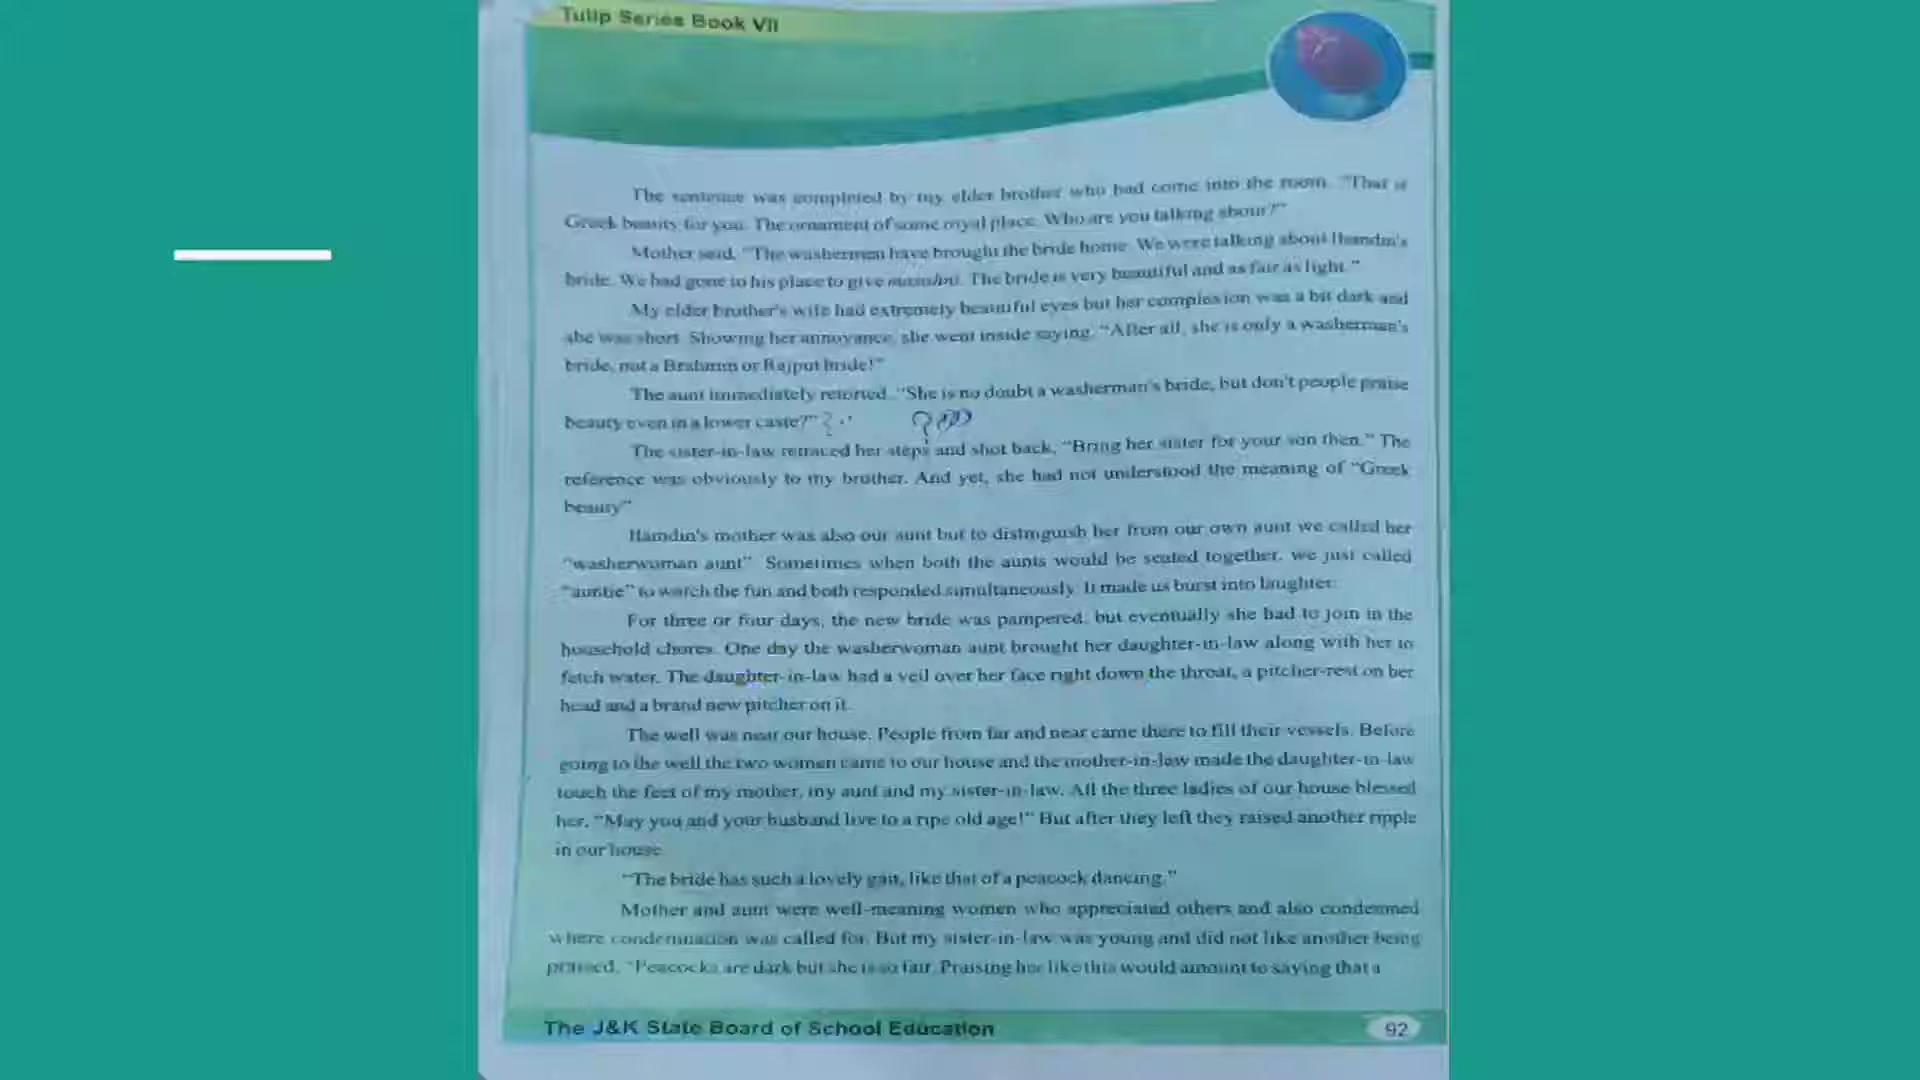 Tulip Series Book VII
The sentence was completed by my elder brother who had come into the room. "That is
Greek beauty for you. The ornament of some royal place. Who are you talking about?"
Mother said, "The washermen have brought the bride home. We were talking about Hamdin's
bride. We had gone to his place to give The bride is very beautiful and as fair as light."
My elder brother's wife had extremely beautiful eyes but her complexion was a bit dark and
she was short. Showing her annoyance, she went inside saying, "After all, she is only a washerman's
bride, not a Brahmin or Rajput bride!"
The aunt immediately retorted, "She is no doubt a washerman's bride, but don't people praise
beauty even in a lower caste?"
The sister-in-law retraced her steps and shot back, "Bring her sister for your son then." The
reference was obviously to my brother. And yet, she had not understood the meaning of "Greek
beauty"
Hamdin's mother was also our aunt but to distinguish her from our own aunt we called her
"washerwoman aunt". Sometimes when both the aunts would be seated together, we just called
"auntie" to watch the fun and both responded simultaneously. It made us burst into laughter.
For three or four days, the new bride was pampered, but eventually she had to join in the
household chores. One day the washerwoman aunt brought her daughter-in-law along with her to
fetch water. The daughter-in-law had a veil over her face right down the throat, a pitcher-rest on her
head and a brand new pitcher on it.
The well was near our house. People from far and near came there to fill their vessels. Before
going to the well the two women came to our house and the mother-in-law made the daughter-in-law
touch the feet of my mother, my aunt and my sister-in-law. All the three ladies of our house blessed
her, "May you and your husband live to a ripe old age!" But after they left they raised another ripple
in our house.
"The bride has such a lovely gait, like that of a peacock dancing."
Mother and aunt were well-meaning women who appreciated others and also condemned
where condemnation was called for. But my sister-in-law was young and did not like another being
praised. "Peacocks are dark but she is so fair. Praising her like this would amount to saying that a
The J&K State Board of School Education
92